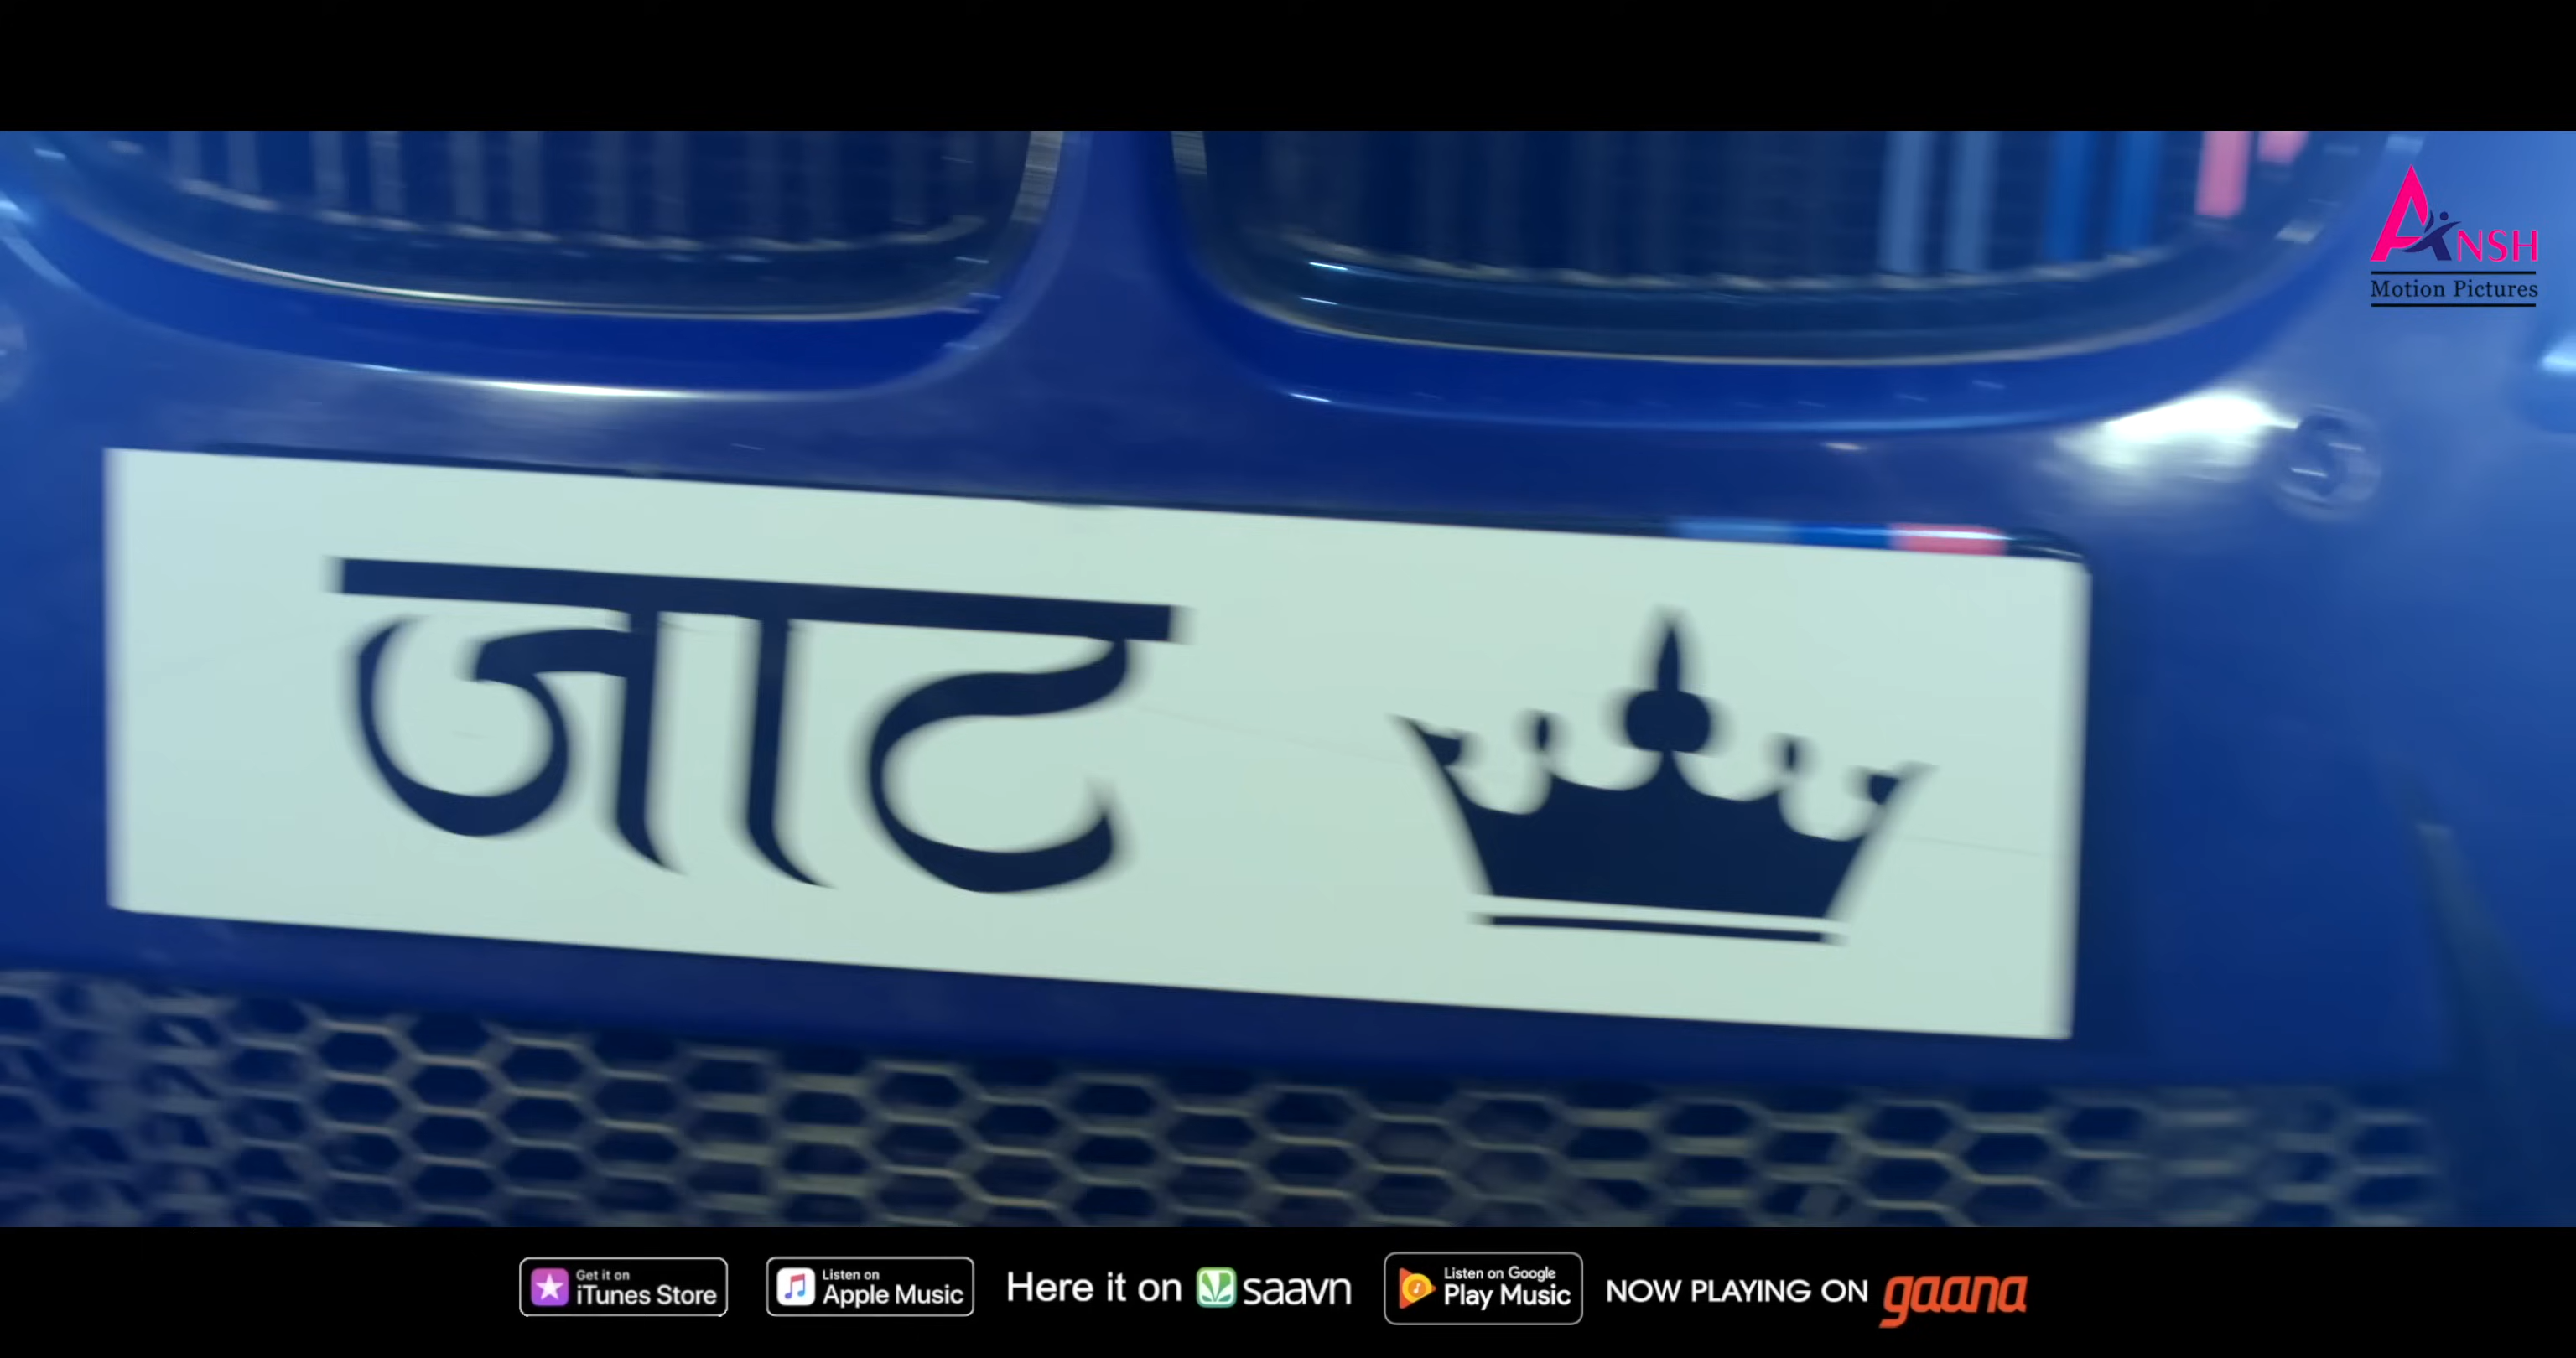 ANSH
Motion Pictures
जाट
Get it on
iTunes Store
Listen on
Apple Music
Here it on saavn
Listen on Google
Play Music
NOW PLAYING ON gaana